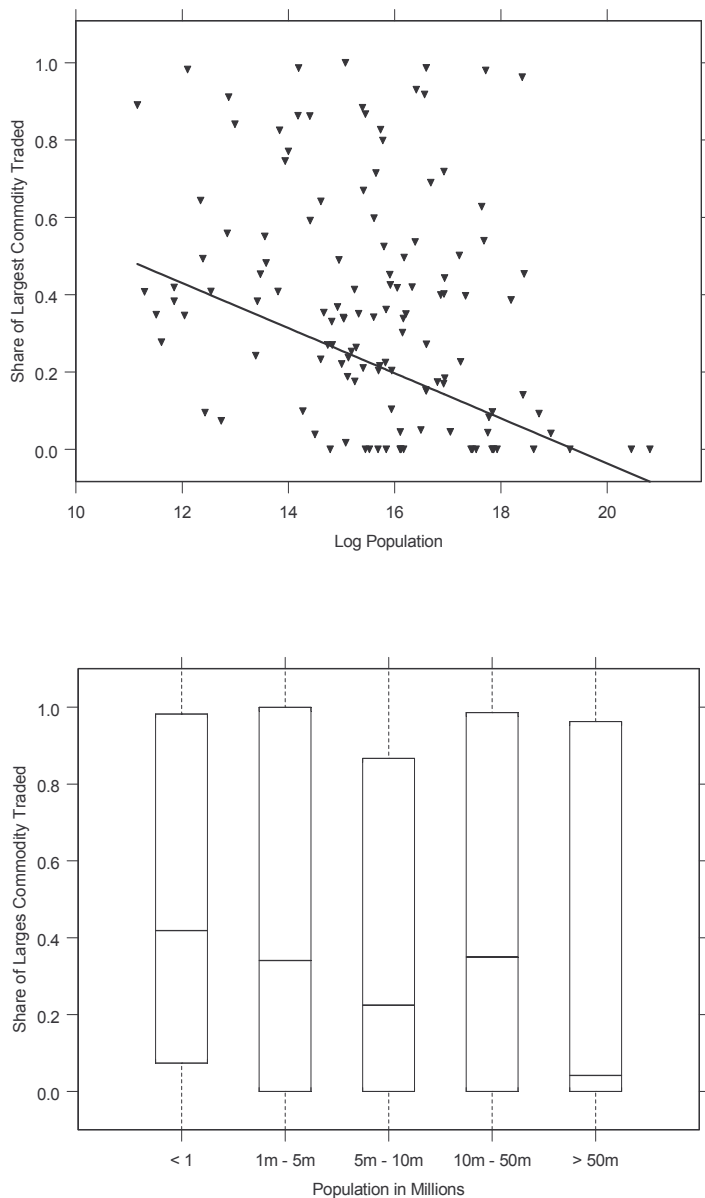 1.0
0.8
0.6
0.4
0.2
0.0
Share of Largest Commdity Traded
10 12 14 16 18 20
Log Population
1.0
0.8
0.6
0.4
0.2
0.0
Share of Larges Commodity Traded
< 1 1m - 5m 5m - 10m 10m - 50m > 50m
Population in Millions